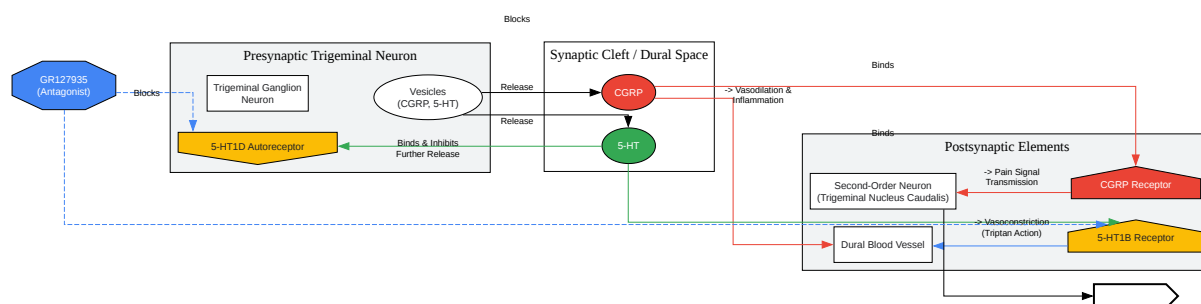 Blocks
Presynaptic Trigeminal Neuron
Synaptic Cleft / Dural Space
Binds
GR127935
(Antagonist)
Blocks
Trigeminal Ganglion
Neuron
Vesicles
(CGRP, 5-HT)
Release
CGRP
-> Vasodilation &
Inflammation
Release
5-HT1D Autoreceptor
Binds & Inhibits
Further Release
5-HT
Binds
Postsynaptic Elements
Second-Order Neuron
(Trigeminal Nucleus Caudalis)
-> Pain Signal
Transmission
CGRP Receptor
-> Vasoconstriction
(Triptan Action)
5-HT1B Receptor
Dural Blood Vessel